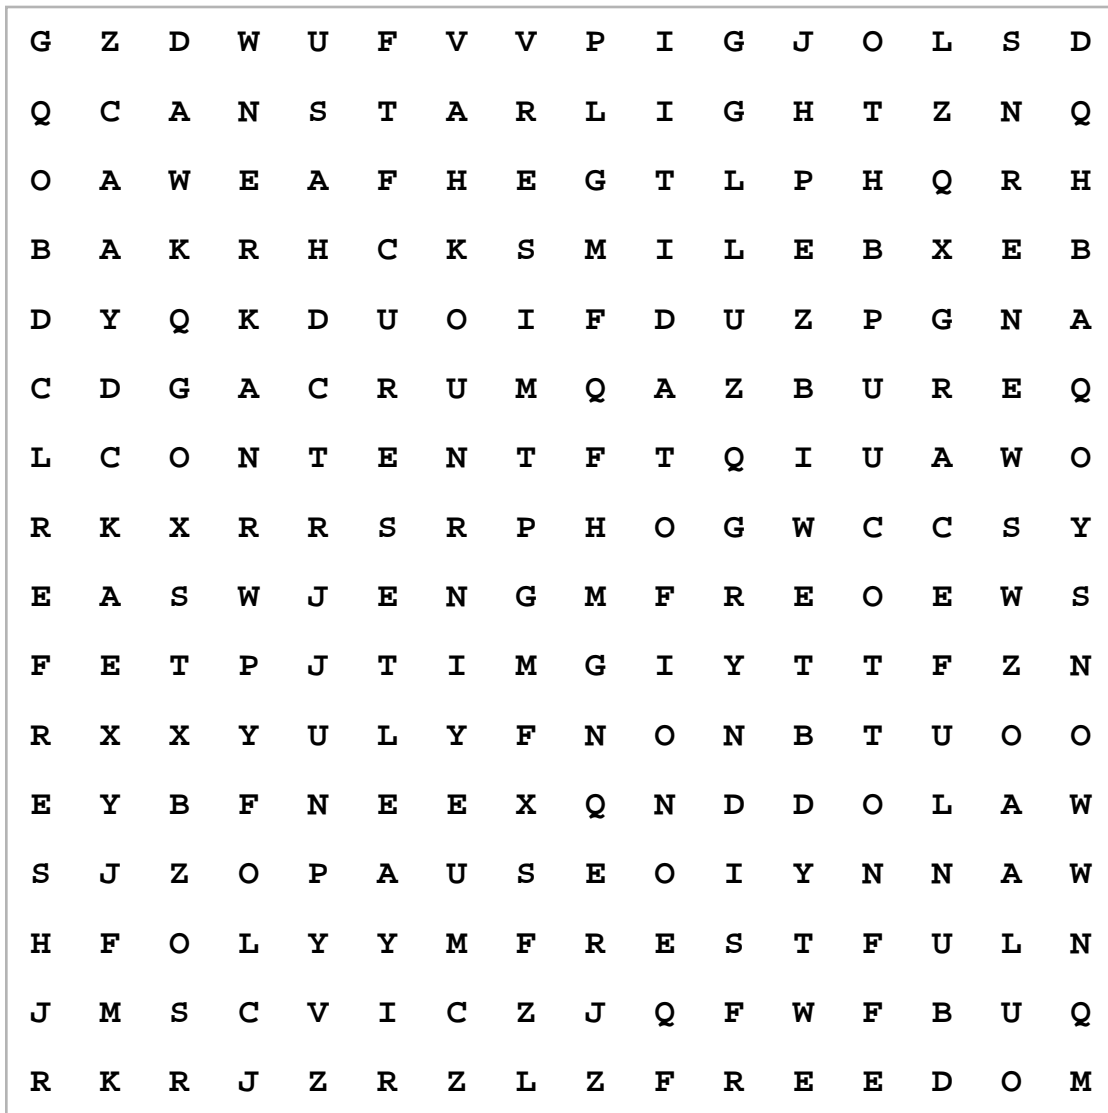 G Z D W U F V V P I G J O L S D
Q C A N S T A R L I G H T Z N Q
O A W E A F H E G T L P H Q R H
B A K R H C K S M I L E B X E B
D Y Q K D U O I F D U Z P G N A
C D G A C R U M Q A Z B U R E Q
L C O N T E N T F T Q I U A W O
R K X R R S R P H O G W C C S Y
E A S W J E N G M F R E O E W S
F E T P J T I M G I Y T T F Z N
R X X Y U L Y F N O N B T U O O
E Y B F N E E X Q N D D O L A W
S J Z O P A U S E O I Y N N A W
H F O L Y Y M F R E S T F U L N
J M S C V I C Z J Q F W F B U Q
R K R J Z R Z L Z F R E E D O M